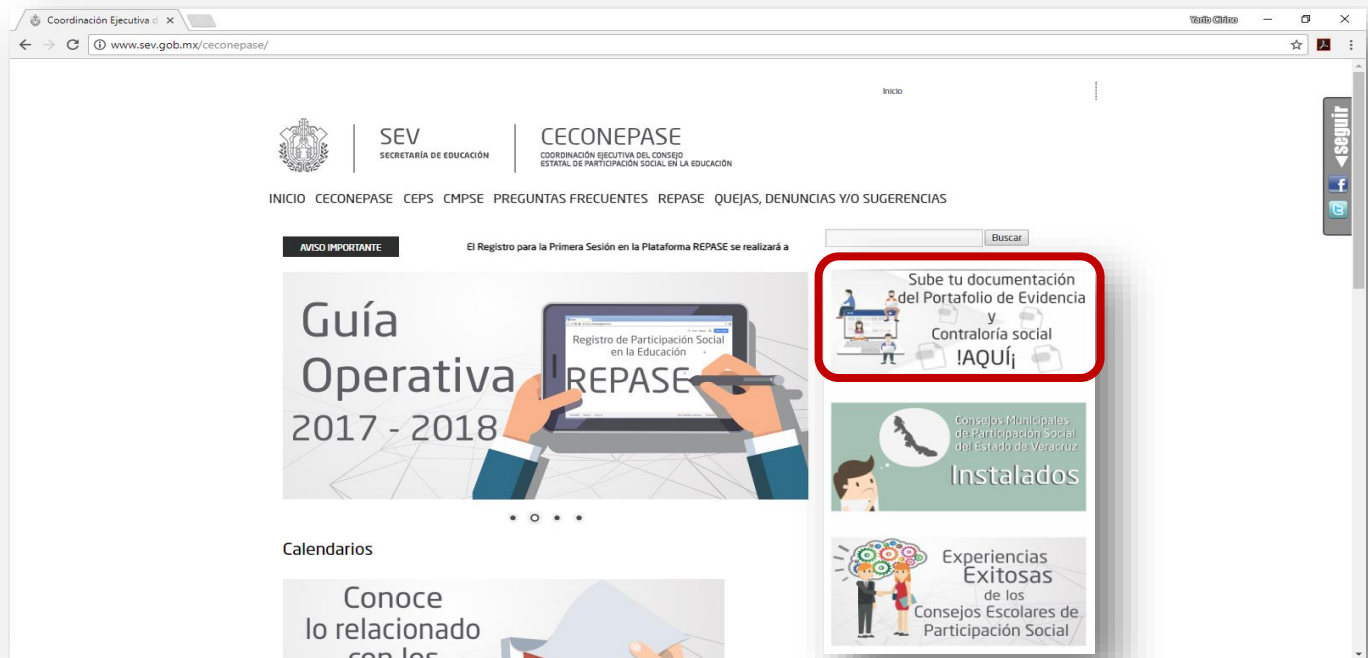 Coordinación Ejecutiva d
Yarib Cirino
www.sev.gob.mx/ceconepase/
Inicio
seguir
SEV
SECRETARÍA DE EDUCACIÓN
CECONEPASE
COORDINACIÓN EJECUTIVA DEL CONSEJO
ESTATAL DE PARTICIPACIÓN SOCIAL EN LA EDUCACIÓN
INICIO CECONEPASE CEPS CMPSE PREGUNTAS FRECUENTES REPASE QUEJAS, DENUNCIAS Y/O SUGERENCIAS
AVISO IMPORTANTE
El Registro para la Primera Sesión en la Plataforma REPASE se realizará a
Buscar
Guía
Operativa
2017 - 2018
Registro de Participación Social
en la Educación
REPASE
Sube tu documentación
del Portafolio de Evidencia
y
Contraloría social
!AQUÍ¡
Consejos Municipales
de Participación Social
del Estado de Veracruz
Instalados
Calendarios
Conoce
lo relacionado
con los
Experiencias
Exitosas
de los
Consejos Escolares de
Participación Social